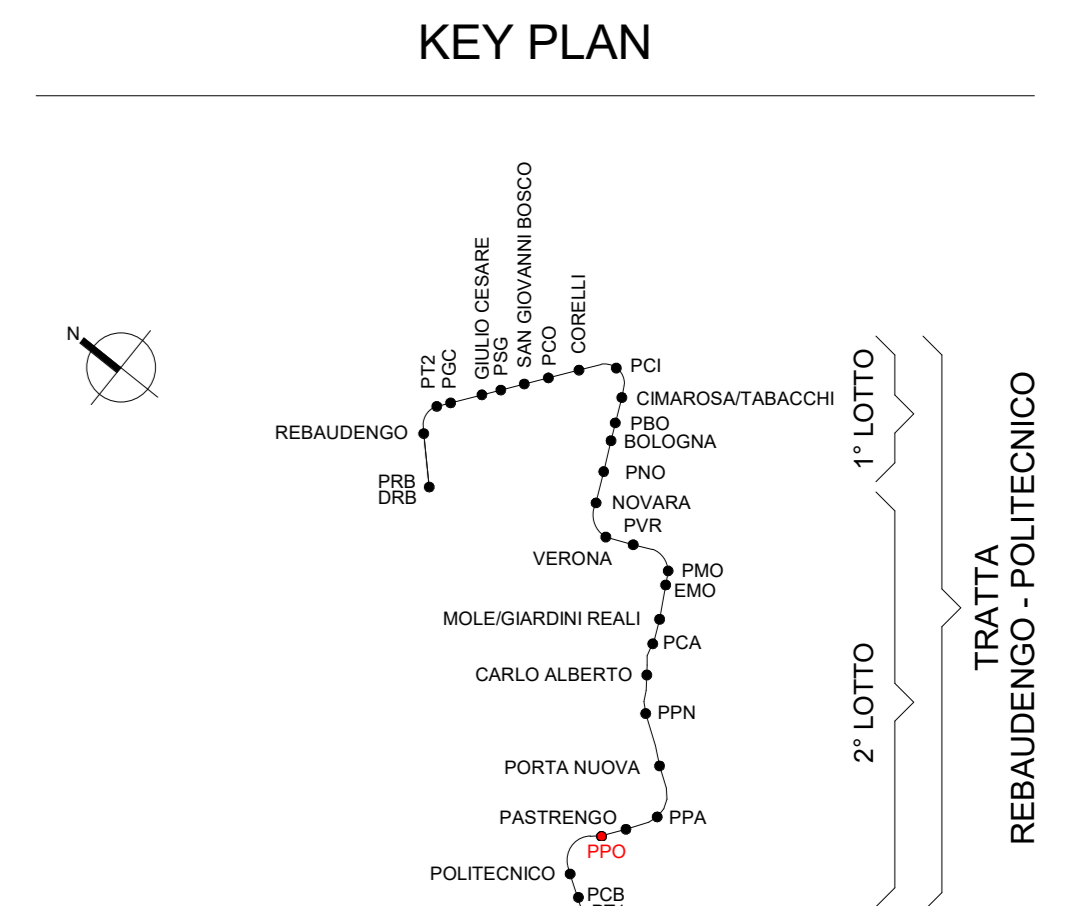 KEY PLAN
N
PT2
PGC
GIULIO CESARE
PSG
SAN GIOVANNI BOSCO
PCO
CORELLI
PCI
CIMAROSA/TABACCHI
REBAUDENGO
PBO
BOLOGNA
PRB
DRB
PNO
NOVARA
PVR
VERONA
PMO
EMO
MOLE/GIARDINI REALI
PCA
CARLO ALBERTO
PPN
PORTA NUOVA
PASTRENGO
PPA
PPO
POLITECNICO
PCB
1° LOTTO
2° LOTTO
TRATTA
REBAUDENGO - POLITECNICO